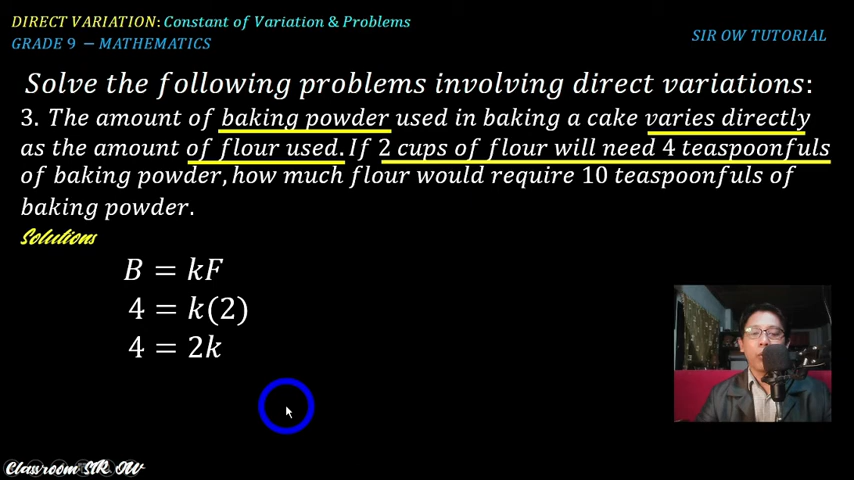 DIRECT VARIATION: Constant of Variation & Problems
GRADE 9 – MATHEMATICS
SIR OW TUTORIAL
Solve the following problems involving direct variations:
3. The amount of baking powder used in baking a cake varies directly
as the amount of flour used. If 2 cups of flour will need 4 teaspoonfuls
of baking powder, how much flour would require 10 teaspoonfuls of
baking powder.
Solutions
B = kF
4 = k(2)
4 = 2k
Classroom SIR OW